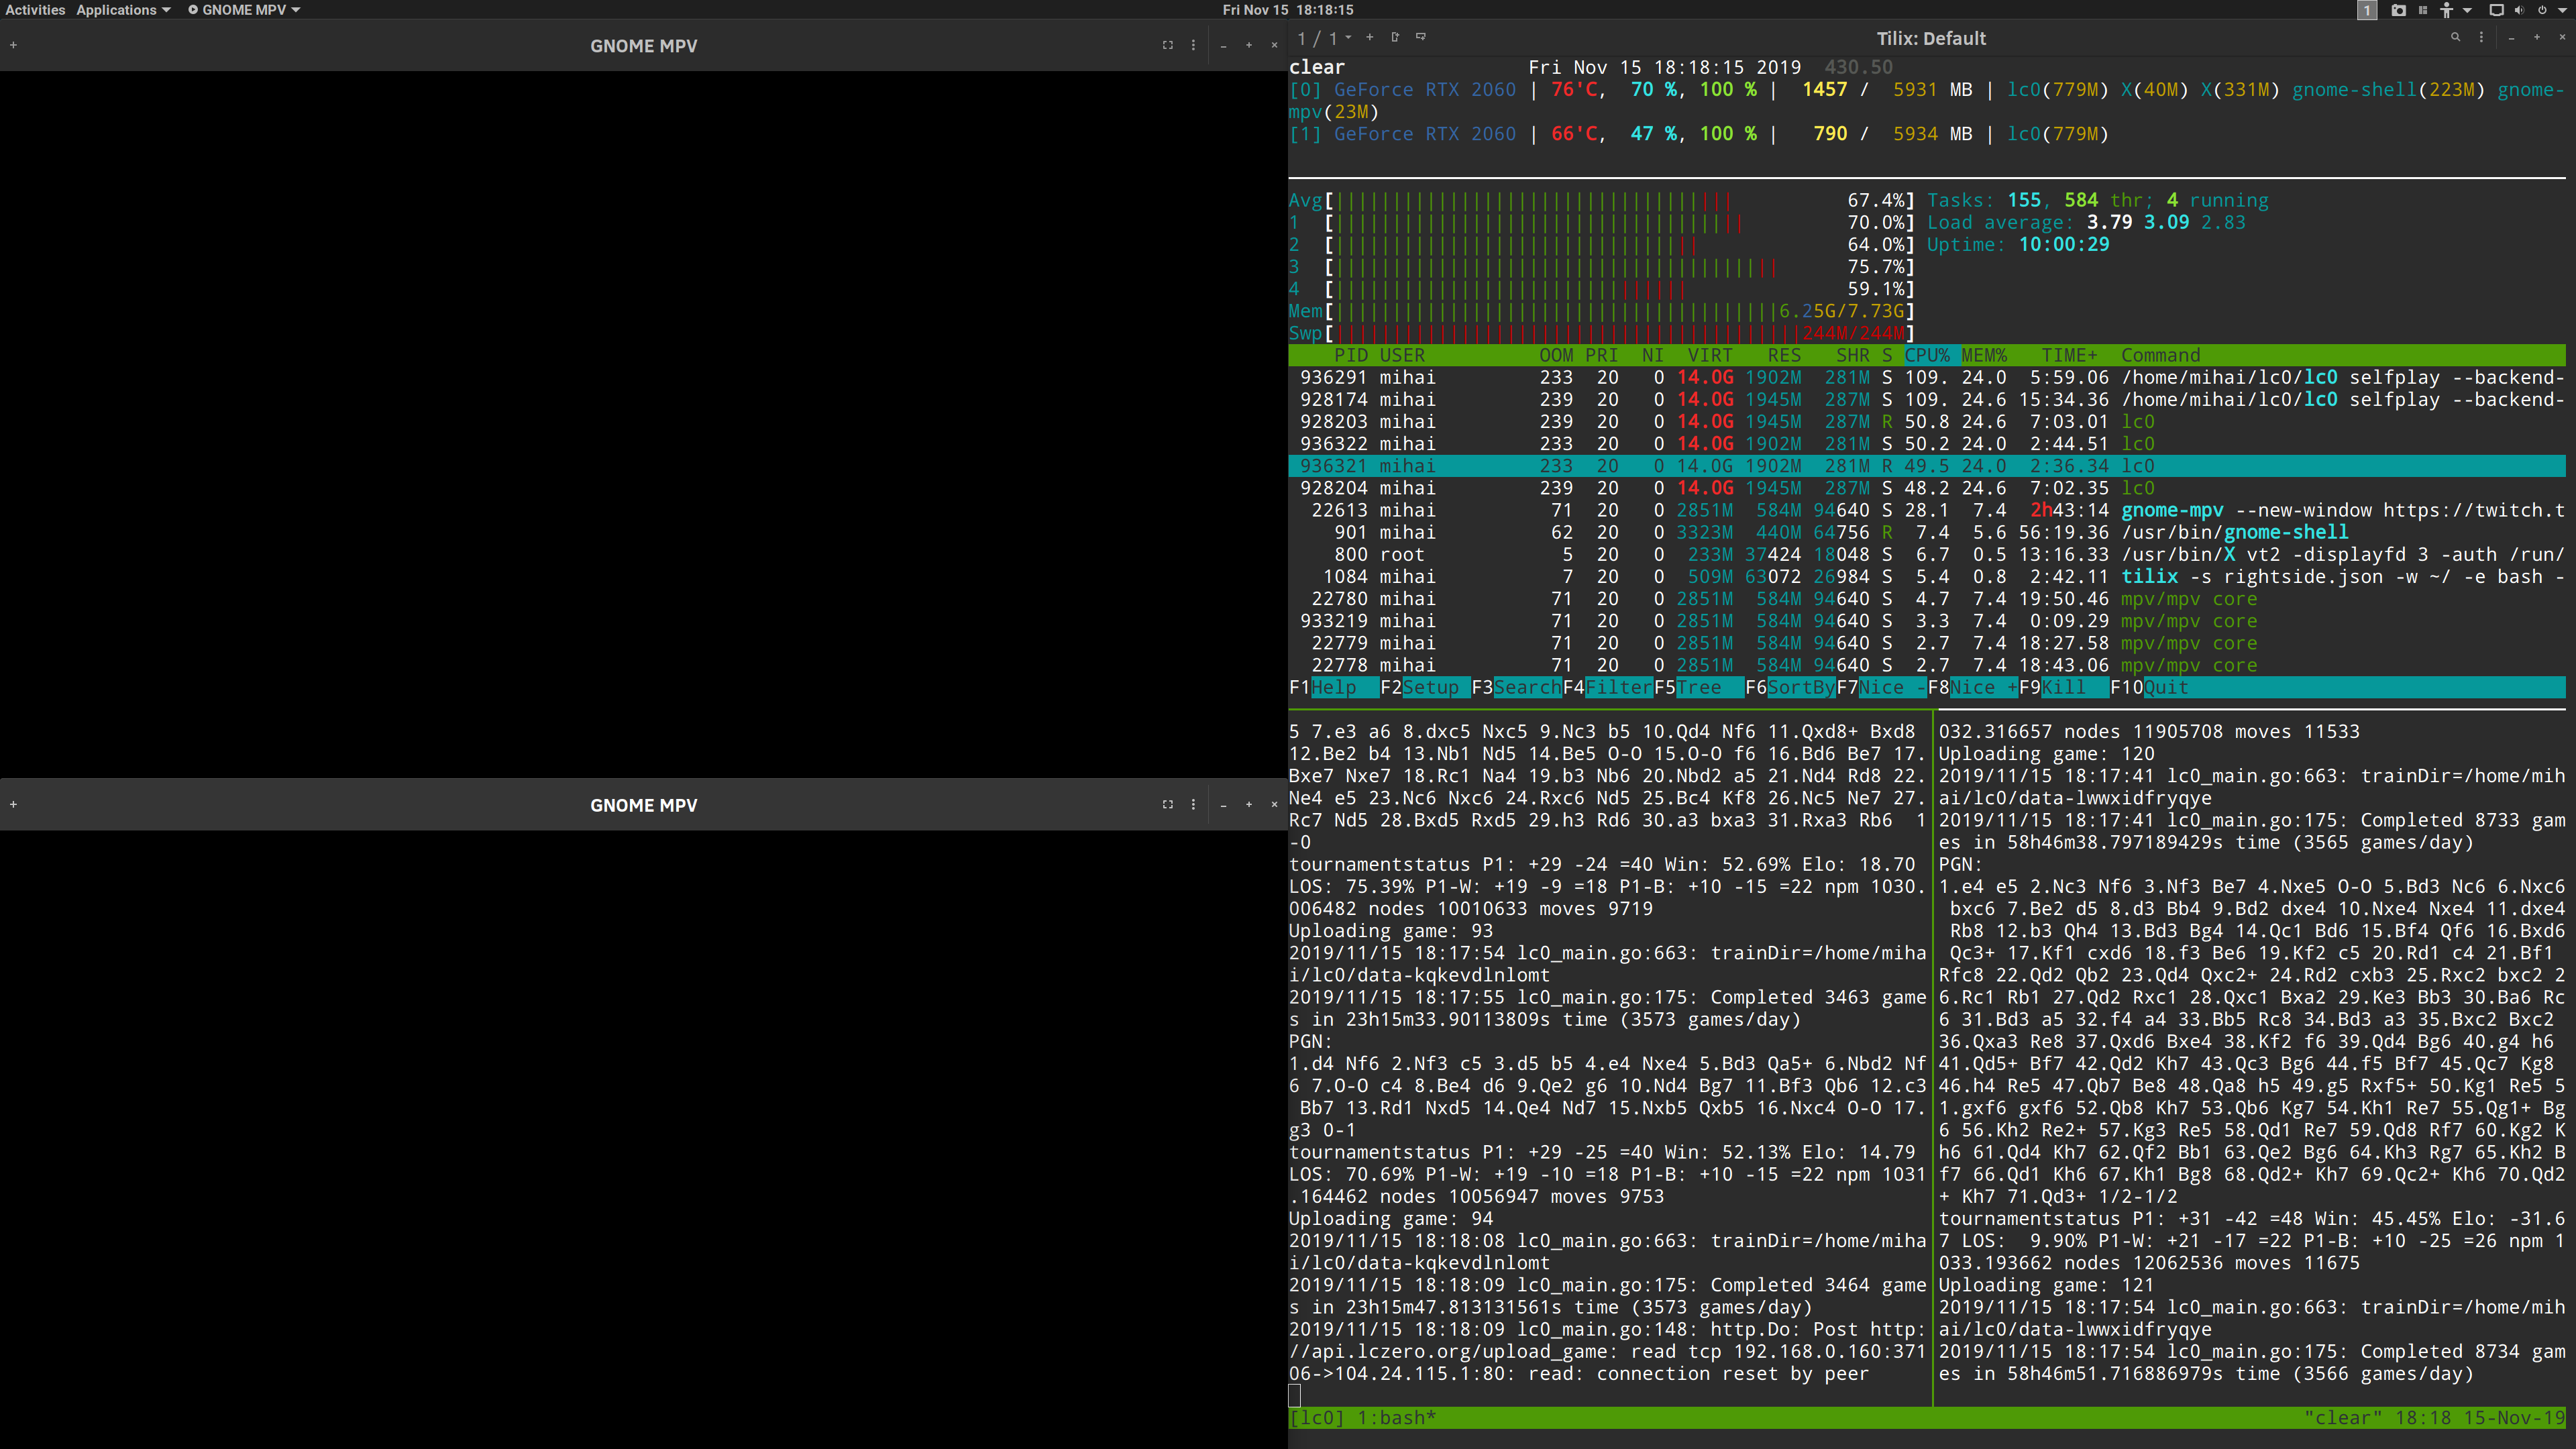 Activities Applications GNOME MPV Fri Nov 15 18:18:15 1
GNOME MPV
GNOME MPV
1 / 1 Tilix: Default
clear Fri Nov 15 18:18:15 2019 430.50
[0] GeForce RTX 2060 | 76'C, 70 %, 100 % | 1457 / 5931 MB | lc0(779M) X(40M) X(331M) gnome-shell(223M) gnome-
mpv(23M)
[1] GeForce RTX 2060 | 66'C, 47 %, 100 % | 790 / 5934 MB | lc0(779M)
Avg[ 67.4%] Tasks: 155, 584 thr; 4 running
1 [ 70.0%] Load average: 3.79 3.09 2.83
2 [ 64.0%] Uptime: 10:00:29
3 [ 75.7%]
4 [ 59.1%]
Mem[ 6.25G/7.73G]
Swp[ 244M/244M]
PID USER OOM PRI NI VIRT RES SHR S CPU% MEM% TIME+ Command
936291 mihai 233 20 0 14.0G 1902M 281M S 109. 24.0 5:59.06 /home/mihai/lc0/lc0 selfplay --backend-
928174 mihai 239 20 0 14.0G 1945M 287M S 109. 24.6 15:34.36 /home/mihai/lc0/lc0 selfplay --backend-
928203 mihai 239 20 0 14.0G 1945M 287M R 50.8 24.6 7:03.01 lc0
936322 mihai 233 20 0 14.0G 1902M 281M S 50.2 24.0 2:44.51 lc0
936321 mihai 233 20 0 14.0G 1902M 281M R 49.5 24.0 2:36.34 lc0
928204 mihai 239 20 0 14.0G 1945M 287M S 48.2 24.6 7:02.35 lc0
22613 mihai 71 20 0 2851M 584M 94640 S 28.1 7.4 2h43:14 gnome-mpv --new-window https://twitch.t
901 mihai 62 20 0 3323M 440M 64756 R 7.4 5.6 56:19.36 /usr/bin/gnome-shell
800 root 5 20 0 233M 37424 18048 S 6.7 0.5 13:16.33 /usr/bin/X vt2 -displayfd 3 -auth /run/
1084 mihai 7 20 0 509M 63072 26984 S 5.4 0.8 2:42.11 tilix -s rightside.json -w ~/ -e bash -
22780 mihai 71 20 0 2851M 584M 94640 S 4.7 7.4 19:50.46 mpv/mpv core
933219 mihai 71 20 0 2851M 584M 94640 S 3.3 7.4 0:09.29 mpv/mpv core
22779 mihai 71 20 0 2851M 584M 94640 S 2.7 7.4 18:27.58 mpv/mpv core
22778 mihai 71 20 0 2851M 584M 94640 S 2.7 7.4 18:43.06 mpv/mpv core
F1Help F2Setup F3SearchF4FilterF5Tree F6SortByF7Nice -F8Nice +F9Kill F10Quit
5 7.e3 a6 8.dxc5 Nxc5 9.Nc3 b5 10.Qd4 Nf6 11.Qxd8+ Bxd8
12.Be2 b4 13.Nb1 Nd5 14.Be5 O-O 15.O-O f6 16.Bd6 Be7 17.
Bxe7 Nxe7 18.Rc1 Na4 19.b3 Nb6 20.Nbd2 a5 21.Nd4 Rd8 22.
Ne4 e5 23.Nc6 Nxc6 24.Rxc6 Nd5 25.Bc4 Kf8 26.Nc5 Ne7 27.
Rc7 Nd5 28.Bxd5 Rxd5 29.h3 Rd6 30.a3 bxa3 31.Rxa3 Rb6 1
-0
tournamentstatus P1: +29 -24 =40 Win: 52.69% Elo: 18.70
LOS: 75.39% P1-W: +19 -9 =18 P1-B: +10 -15 =22 npm 1030.
006482 nodes 10010633 moves 9719
Uploading game: 93
2019/11/15 18:17:54 lc0_main.go:663: trainDir=/home/miha
i/lc0/data-kqkevdlnlomt
2019/11/15 18:17:55 lc0_main.go:175: Completed 3463 game
s in 23h15m33.90113809s time (3573 games/day)
PGN:
1.d4 Nf6 2.Nf3 c5 3.d5 b5 4.e4 Nxe4 5.Bd3 Qa5+ 6.Nbd2 Nf
6 7.O-O c4 8.Be4 d6 9.Qe2 g6 10.Nd4 Bg7 11.Bf3 Qb6 12.c3
Bb7 13.Rd1 Nxd5 14.Qe4 Nd7 15.Nxb5 Qxb5 16.Nxc4 O-O 17.
g3 0-1
tournamentstatus P1: +29 -25 =40 Win: 52.13% Elo: 14.79
LOS: 70.69% P1-W: +19 -10 =18 P1-B: +10 -15 =22 npm 1031
.164462 nodes 10056947 moves 9753
Uploading game: 94
2019/11/15 18:18:08 lc0_main.go:663: trainDir=/home/miha
i/lc0/data-kqkevdlnlomt
2019/11/15 18:18:09 lc0_main.go:175: Completed 3464 game
s in 23h15m47.813131561s time (3573 games/day)
2019/11/15 18:18:09 lc0_main.go:148: http.Do: Post http:
//api.lczero.org/upload_game: read tcp 192.168.0.160:371
06->104.24.115.1:80: read: connection reset by peer
032.316657 nodes 11905708 moves 11533
Uploading game: 120
2019/11/15 18:17:41 lc0_main.go:663: trainDir=/home/mih
ai/lc0/data-lwwxidfryqye
2019/11/15 18:17:41 lc0_main.go:175: Completed 8733 gam
es in 58h46m38.797189429s time (3565 games/day)
PGN:
1.e4 e5 2.Nc3 Nf6 3.Nf3 Be7 4.Nxe5 O-O 5.Bd3 Nc6 6.Nxc6
bxc6 7.Be2 d5 8.d3 Bb4 9.Bd2 dxe4 10.Nxe4 Nxe4 11.dxe4
Rb8 12.b3 Qh4 13.Bd3 Bg4 14.Qc1 Bd6 15.Bf4 Qf6 16.Bxd6
Qc3+ 17.Kf1 cxd6 18.f3 Be6 19.Kf2 c5 20.Rd1 c4 21.Bf1
Rfc8 22.Qd2 Qb2 23.Qd4 Qxc2+ 24.Rd2 cxb3 25.Rxc2 bxc2 2
6.Rc1 Rb1 27.Qd2 Rxc1 28.Qxc1 Bxa2 29.Ke3 Bb3 30.Ba6 Rc
6 31.Bd3 a5 32.f4 a4 33.Bb5 Rc8 34.Bd3 a3 35.Bxc2 Bxc2
36.Qxa3 Re8 37.Qxd6 Bxe4 38.Kf2 f6 39.Qd4 Bg6 40.g4 h6
41.Qd5+ Bf7 42.Qd2 Kh7 43.Qc3 Bg6 44.f5 Bf7 45.Qc7 Kg8
46.h4 Re5 47.Qb7 Be8 48.Qa8 h5 49.g5 Rxf5+ 50.Kg1 Re5 5
1.gxf6 gxf6 52.Qb8 Kh7 53.Qb6 Kg7 54.Kh1 Re7 55.Qg1+ Bg
6 56.Kh2 Re2+ 57.Kg3 Re5 58.Qd1 Re7 59.Qd8 Rf7 60.Kg2 K
h6 61.Qd4 Kh7 62.Qf2 Bb1 63.Qe2 Bg6 64.Kh3 Rg7 65.Kh2 B
f7 66.Qd1 Kh6 67.Kh1 Bg8 68.Qd2+ Kh7 69.Qc2+ Kh6 70.Qd2
+ Kh7 71.Qd3+ 1/2-1/2
tournamentstatus P1: +31 -42 =48 Win: 45.45% Elo: -31.6
7 LOS: 9.90% P1-W: +21 -17 =22 P1-B: +10 -25 =26 npm 1
033.193662 nodes 12062536 moves 11675
Uploading game: 121
2019/11/15 18:17:54 lc0_main.go:663: trainDir=/home/mih
ai/lc0/data-lwwxidfryqye
2019/11/15 18:17:54 lc0_main.go:175: Completed 8734 gam
es in 58h46m51.716886979s time (3566 games/day)
[lc0] 1:bash* "clear" 18:18 15-Nov-19